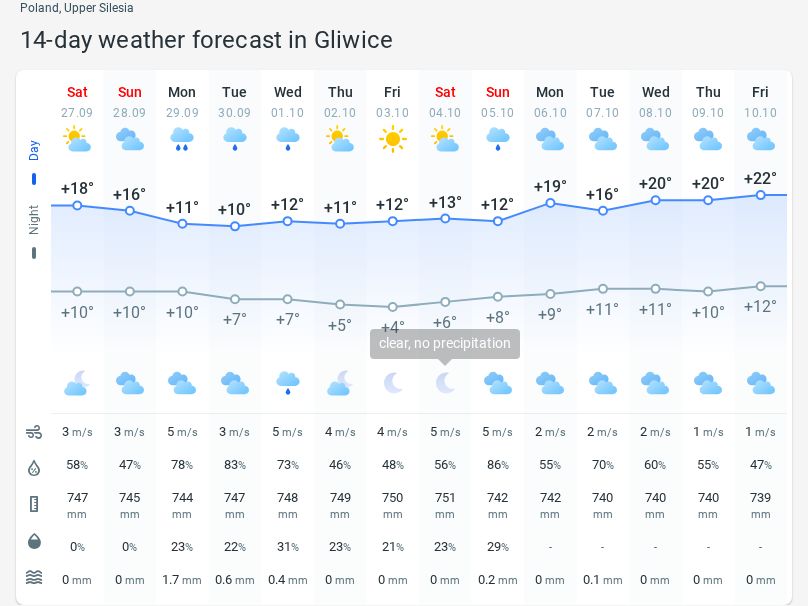 Poland, Upper Silesia
14-day weather forecast in Gliwice
Sat Sun Mon Tue Wed Thu Fri Sat Sun Mon Tue Wed Thu Fri
27.09 28.09 29.09 30.09 01.10 02.10 03.10 04.10 05.10 06.10 07.10 08.10 09.10 10.10
Day
+18° +16° +11° +10° +12° +11° +12° +13° +12° +19° +16° +20° +20° +22°
Night
+10° +10° +10° +7° +7° +5° +4° +6° +8° +9° +11° +11° +10° +12°
clear, no precipitation
3 m/s 3 m/s 5 m/s 3 m/s 5 m/s 4 m/s 4 m/s 5 m/s 5 m/s 2 m/s 2 m/s 2 m/s 1 m/s 1 m/s
58% 47% 78% 83% 73% 46% 48% 56% 86% 55% 70% 60% 55% 47%
747 745 744 747 748 749 750 751 742 742 740 740 740 739
mm mm mm mm mm mm mm mm mm mm mm mm mm mm
0% 0% 23% 22% 31% 23% 21% 23% 29% - - - - -
0 mm 0 mm 1.7 mm 0.6 mm 0.4 mm 0 mm 0 mm 0 mm 0.2 mm 0 mm 0.1 mm 0 mm 0 mm 0 mm